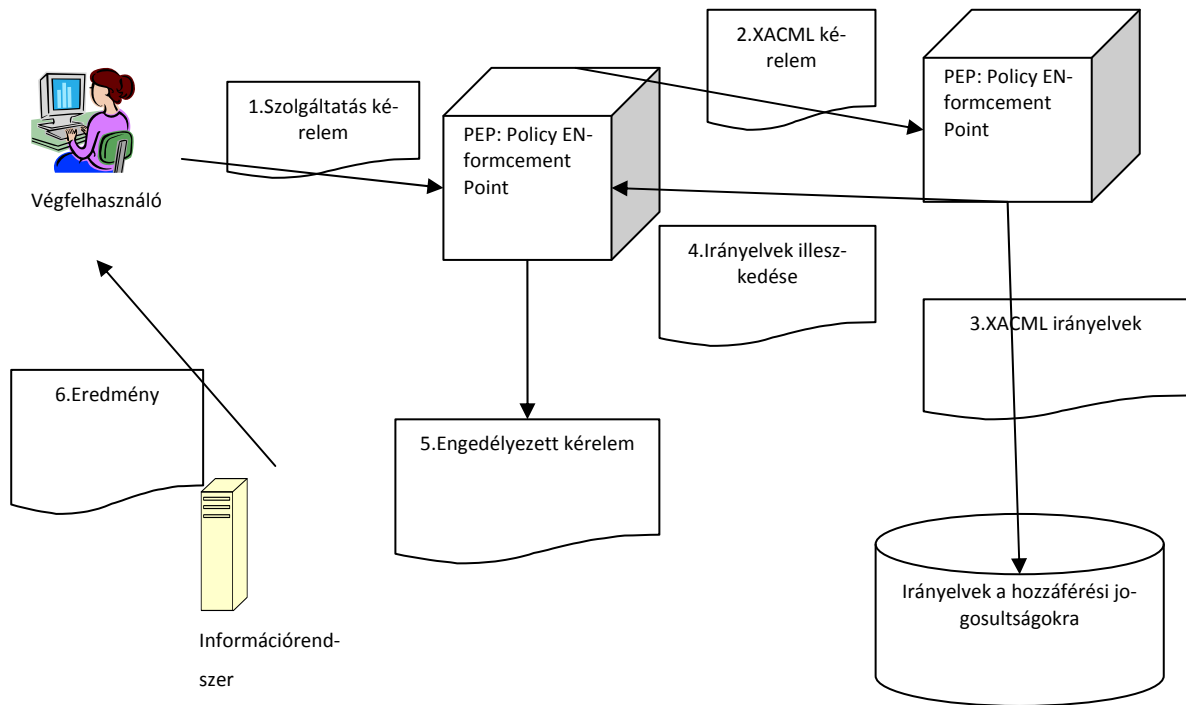 2.XACML ké-
relem
PEP: Policy EN-
formcement
Point
1.Szolgáltatás ké-
relem
PEP: Policy EN-
formcement
Point
Végfelhasználó
4.Irányelvek illesz-
kedése
3.XACML irányelvek
6.Eredmény
5.Engedélyezett kérelem
Irányelvek a hozzáférési jo-
gosultságokra
Információrend-
szer